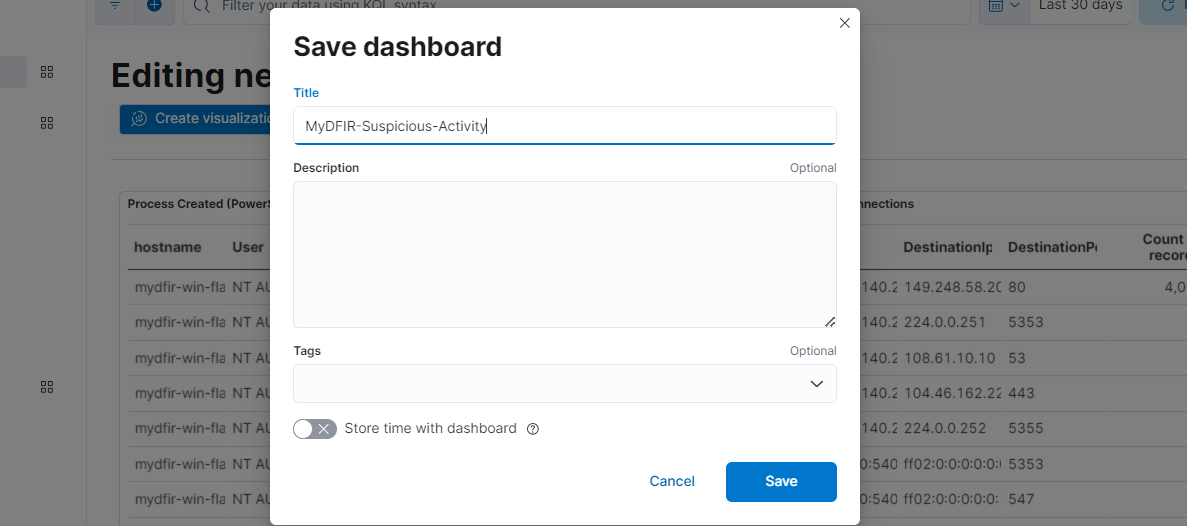 Filter your data using KQL syntax
Last 30 days
Save dashboard
Editing ne
Create visualizatio
Title
MyDFIR-Suspicious-Activity
Description Optional
Process Created (PowerS
nnections
hostname User
DestinationIp DestinationPo Count
recor
mydfir-win-fla NT AU
140.2 149.248.58.20 80 4,0
mydfir-win-fla NT AU
140.2 224.0.0.251 5353
Tags Optional
mydfir-win-fla NT AU
140.2 108.61.10.10 53
mydfir-win-fla NT AU
140.2 104.46.162.22 443
Store time with dashboard
mydfir-win-fla NT AU
140.2 224.0.0.252 5355
mydfir-win-fla NT AU
0:540 ff02:0:0:0:0:0: 5353
Cancel Save
mydfir-win-fla NT AU
0:540 ff02:0:0:0:0:0: 547